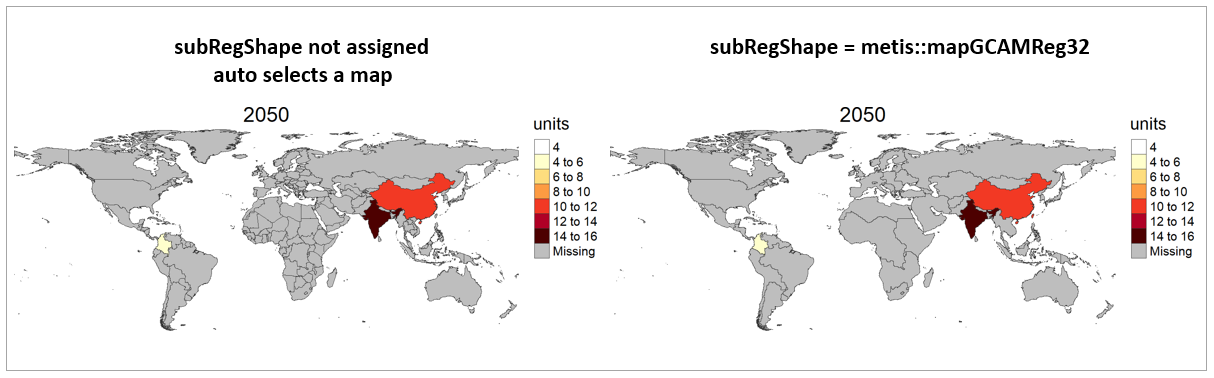 subRegShape not assigned
auto selects a map
2050
units
4
4 to 6
6 to 8
8 to 10
10 to 12
12 to 14
14 to 16
Missing
subRegShape = metis::mapGCAMReg32
2050
units
4
4 to 6
6 to 8
8 to 10
10 to 12
12 to 14
14 to 16
Missing